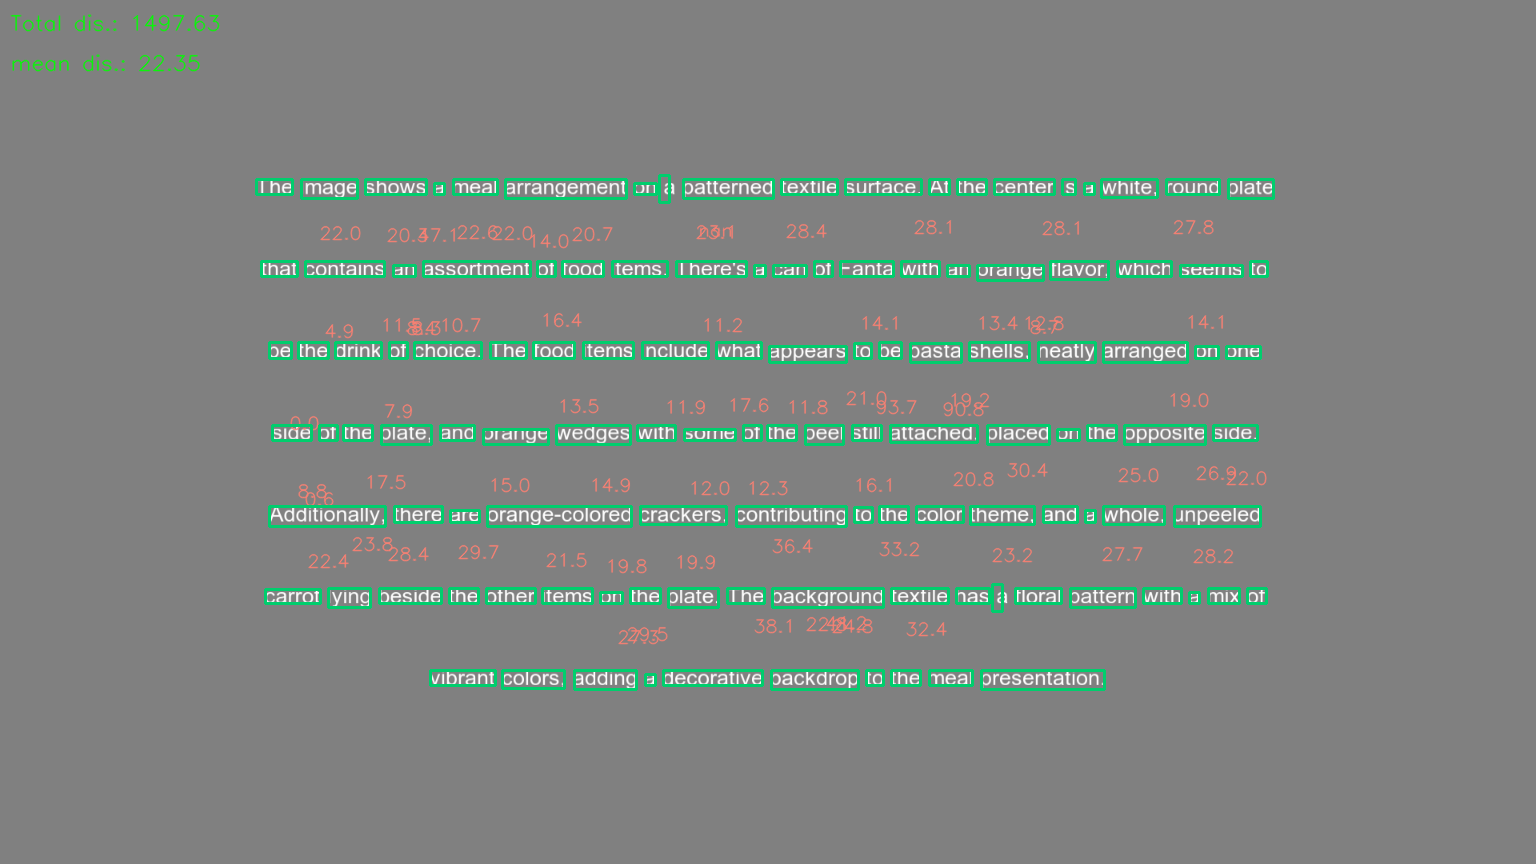 Total dis.: 1497.63
mean dis.: 22.35
The mage shows a meal arrangement on a patterned textile surface. At the center s a white, round plate
22.0 20.3 37.1 22.6 22.0 14.0 20.7 23.1 28.4 28.1 28.1 27.8
that contains an assortment of food tems. There's a can of Fanta with an orange flavor, which seems to
4.9 11.5 10.7 16.4 11.2 14.1 13.4 12.8 8.7 14.1
be the drink of choice. The food items nclude what appears to be pasta shells, neatly arranged on one
0.0 7.9 13.5 11.9 17.6 11.8 21.0 93.7 19.2 90.8 19.0
side of the plate, and orange wedges with some of the peel still attached, placed on the opposite side.
8.8 0.6 17.5 15.0 14.9 12.0 12.3 16.1 20.8 30.4 25.0 26.9 22.0
Additionally, there are orange-colored crackers, contributing to the color theme, and a whole, unpeeled
22.4 23.8 28.4 29.7 21.5 19.8 19.9 36.4 33.2 23.2 27.7 28.2
carrot ying beside the other items on the plate. The background textile has a floral pattern with a mix of
27.3 29.5 38.1 24.8 32.4
vibrant colors, adding a decorative backdrop to the meal presentation.